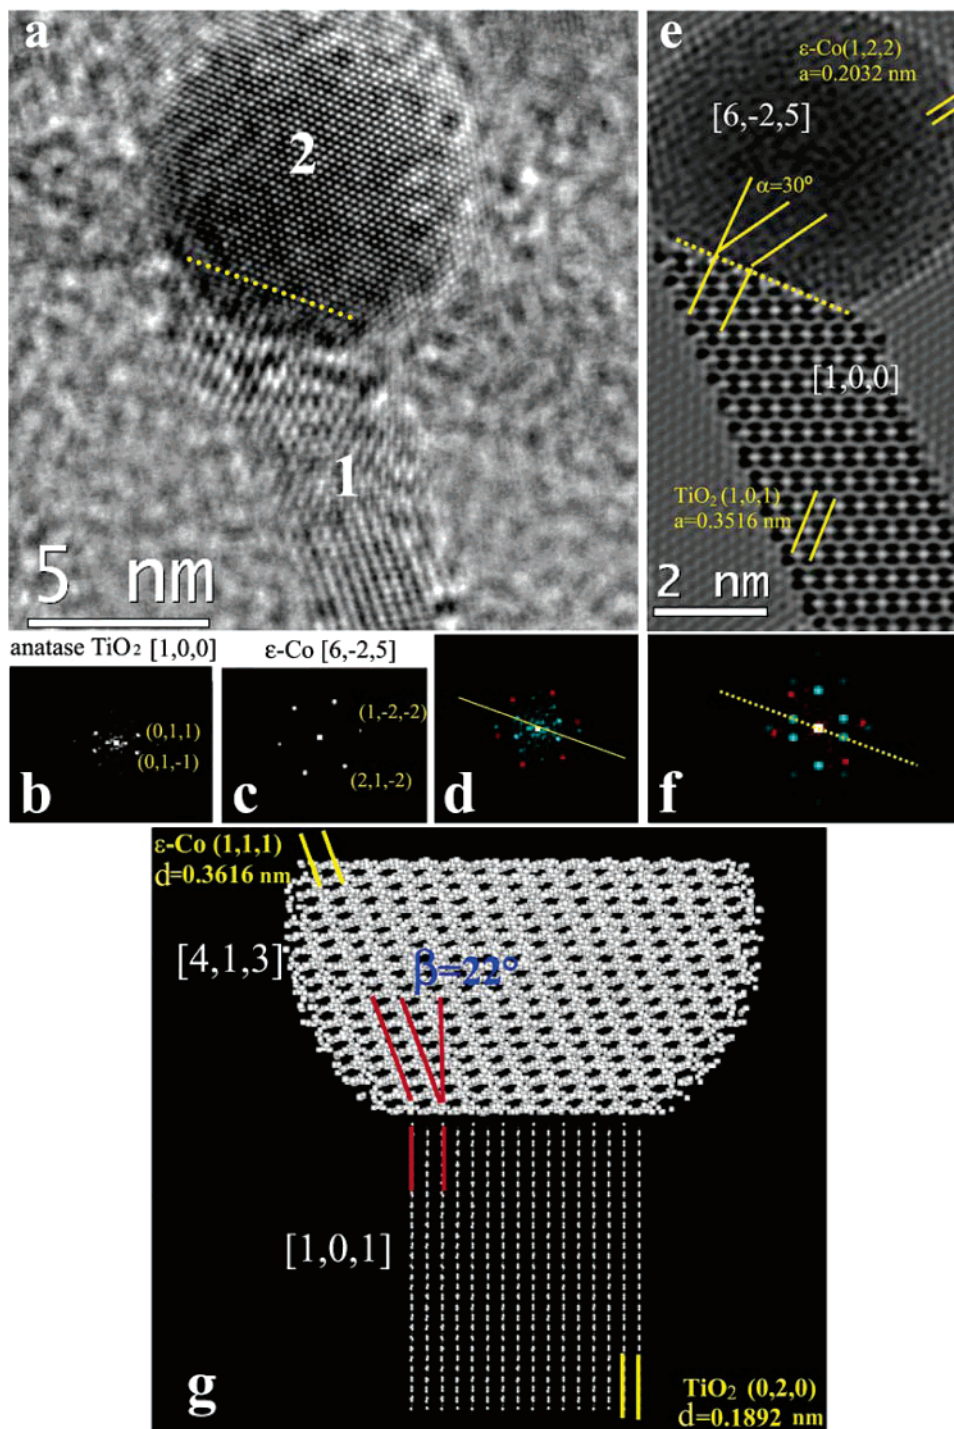 a
2
1
5 nm
e
ε-Co(1,2,2)
a=0.2032 nm
[6,-2,5]
α=30°
[1,0,0]
TiO2 (1,0,1)
a=0.3516 nm
2 nm
anatase TiO2 [1,0,0]
(0,1,1)
(0,1,-1)
b
ε-Co [6,-2,5]
(1,-2,-2)
(2,1,-2)
c
d
f
ε-Co (1,1,1)
d=0.3616 nm
[4,1,3]
β=22°
[1,0,1]
g
TiO2 (0,2,0)
d=0.1892 nm